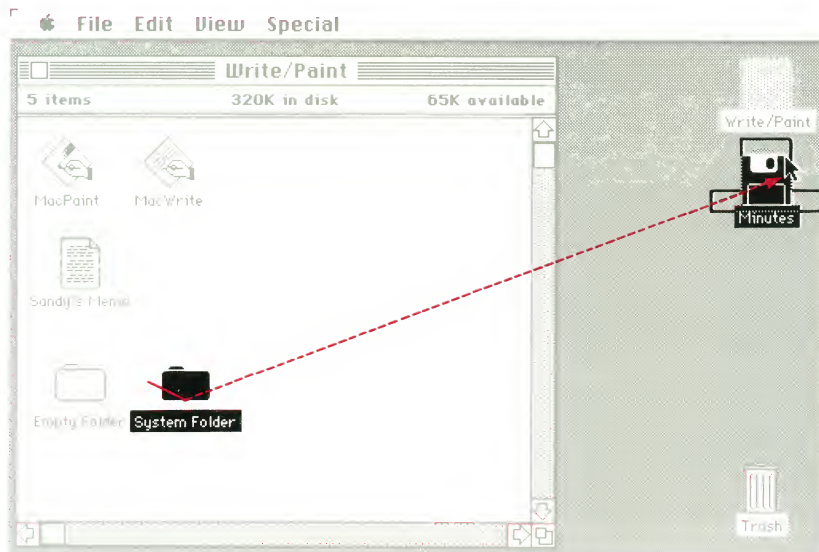 File Edit View Special
Write/Paint
5 items 320K in disk 65K available
Write/Paint
MacPaint MacWrite
Minutes
Sandy's Memo
Empty Folder System Folder
Trash